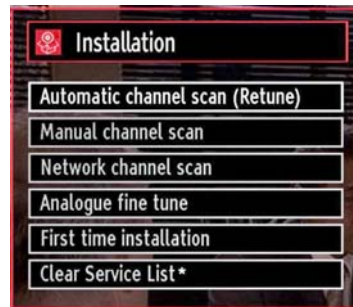 Installation
Automatic channel scan (Retune)
Manual channel scan
Network channel scan
Analogue fine tune
First time installation
Clear Service List*